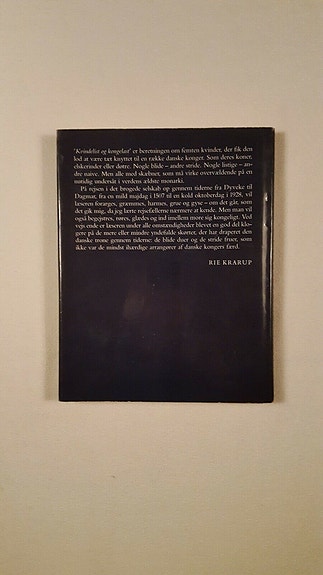 'Kvindelist og kongelast' er beretningen om femten kvinder, der fik den
lod at være tæt knyttet til en række danske konger. Som deres koner,
elskerinder eller døtre. Nogle blide – andre stride. Nogle listige – an-
dre naive. Men alle med skæbner, som må virke overvældende på en
nutidig undersåt i verdens ældste monarki.
På rejsen i det brogede selskab op gennem tiderne fra Dyveke til
Dagmar, fra en mild majdag i 1507 til en kold oktoberdag i 1928, vil
læseren forarges, græmmes, harmes, grue og gyse – om det går, som
det gik mig, da jeg lærte rejsefællerne nærmere at kende. Men man vil
også begejstres, røres, glædes og ind imellem more sig kongeligt. Ved
vejs ende er læseren under alle omstændigheder blevet en god del klo-
gere på de mere eller mindre yndefulde skørter, der har draperet den
danske trone gennem tiderne: de blide duer og de stride fruer, som
ikke var de mindst ihærdige arrangører af danske kongers færd.
RIE KRARUP